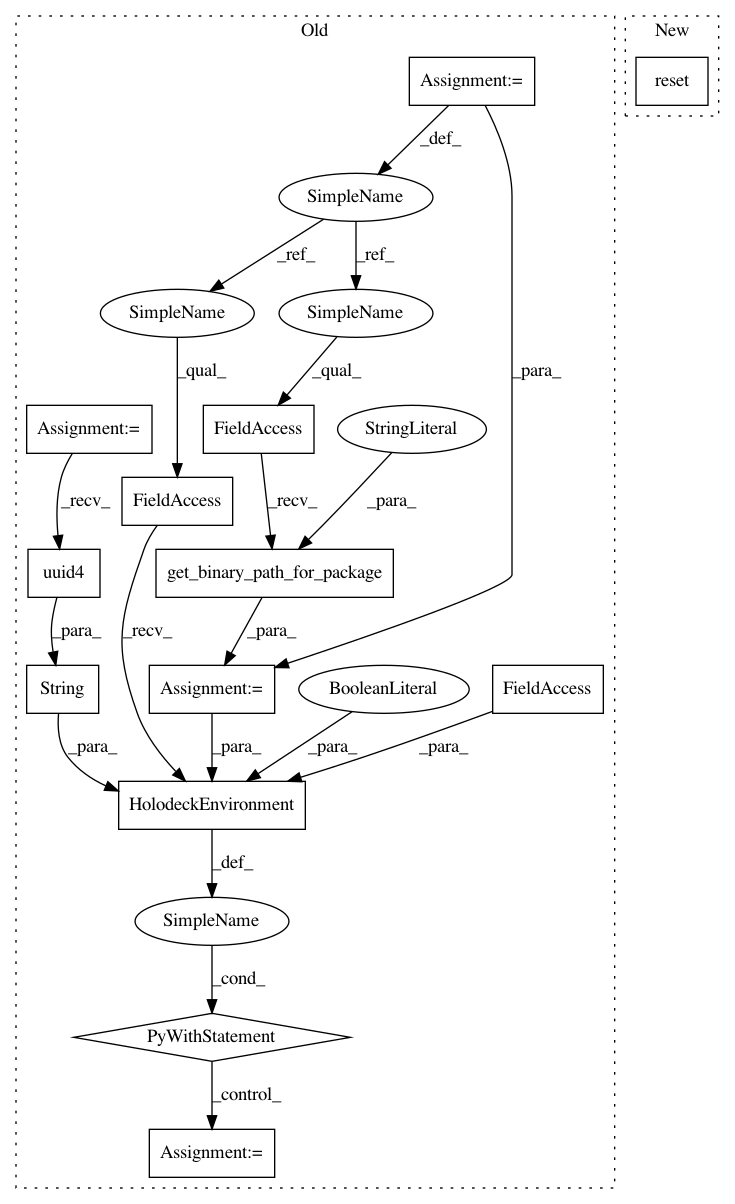 Old
New
Assignment:=
reset
_def_
SimpleName
_ref_
_ref_
SimpleName
SimpleName
_qual_
_qual_
_para_
Assignment:=
FieldAccess
StringLiteral
_recv_
FieldAccess
_recv_
_para_
uuid4
get_binary_path_for_package
_para_
_recv_
_para_
String
Assignment:=
BooleanLiteral
FieldAccess
_para_
_para_
_para_
_para_
HolodeckEnvironment
_def_
SimpleName
_cond_
PyWithStatement
_control_
Assignment:=